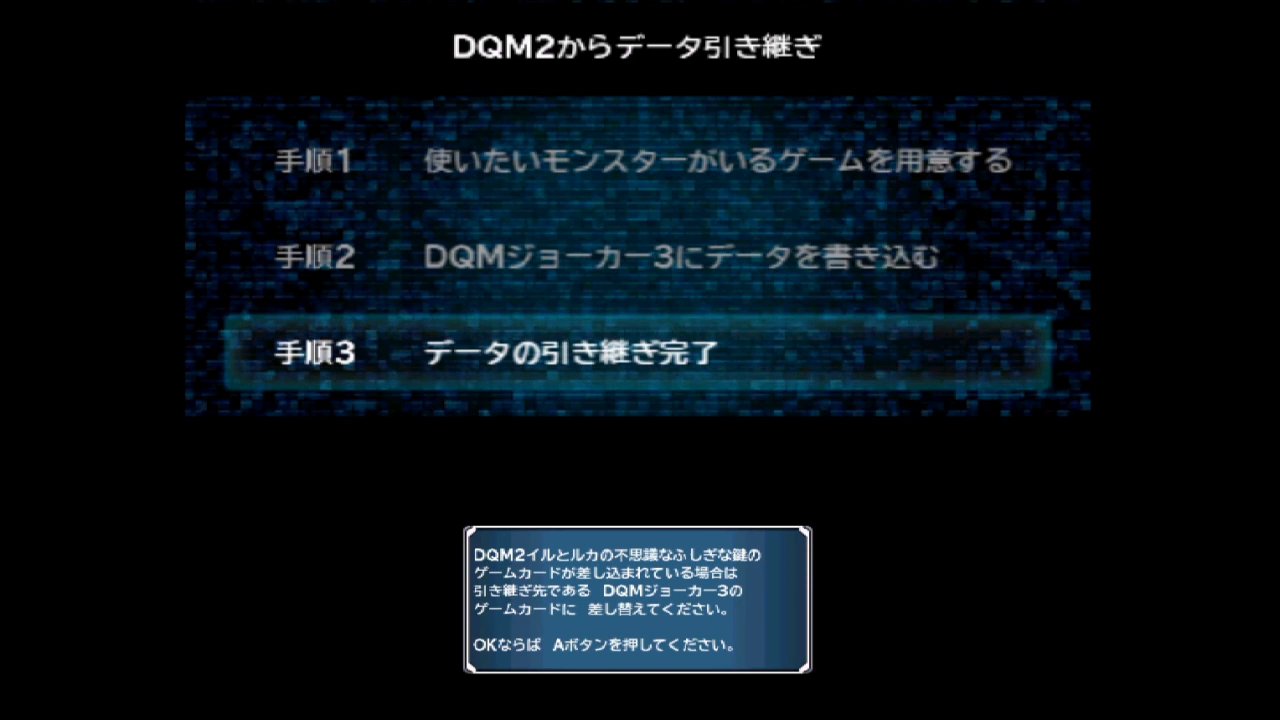 DQM2からデータ引き継ぎ
手順1 使いたいモンスターがいるゲームを用意する
手順2 DQMジョーカー3にデータを書き込む
手順3 データの引き継ぎ完了
DQM2イルとルカの不思議なふしぎな鍵の
ゲームカードが差し込まれている場合は
引き継ぎ先である DQMジョーカー3の
ゲームカードに 差し替えてください。
OKならば Aボタンを押してください。